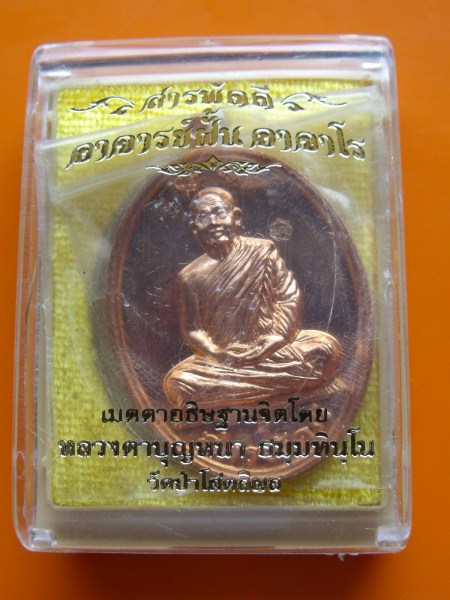 สารพัดดี
อาจารย์ฝั้น อาจาโร
เมตตาอธิษฐานจิตโดย
หลวงตาบุญหนา ธมฺมทินฺโน
วัดป่าโสตถิผล